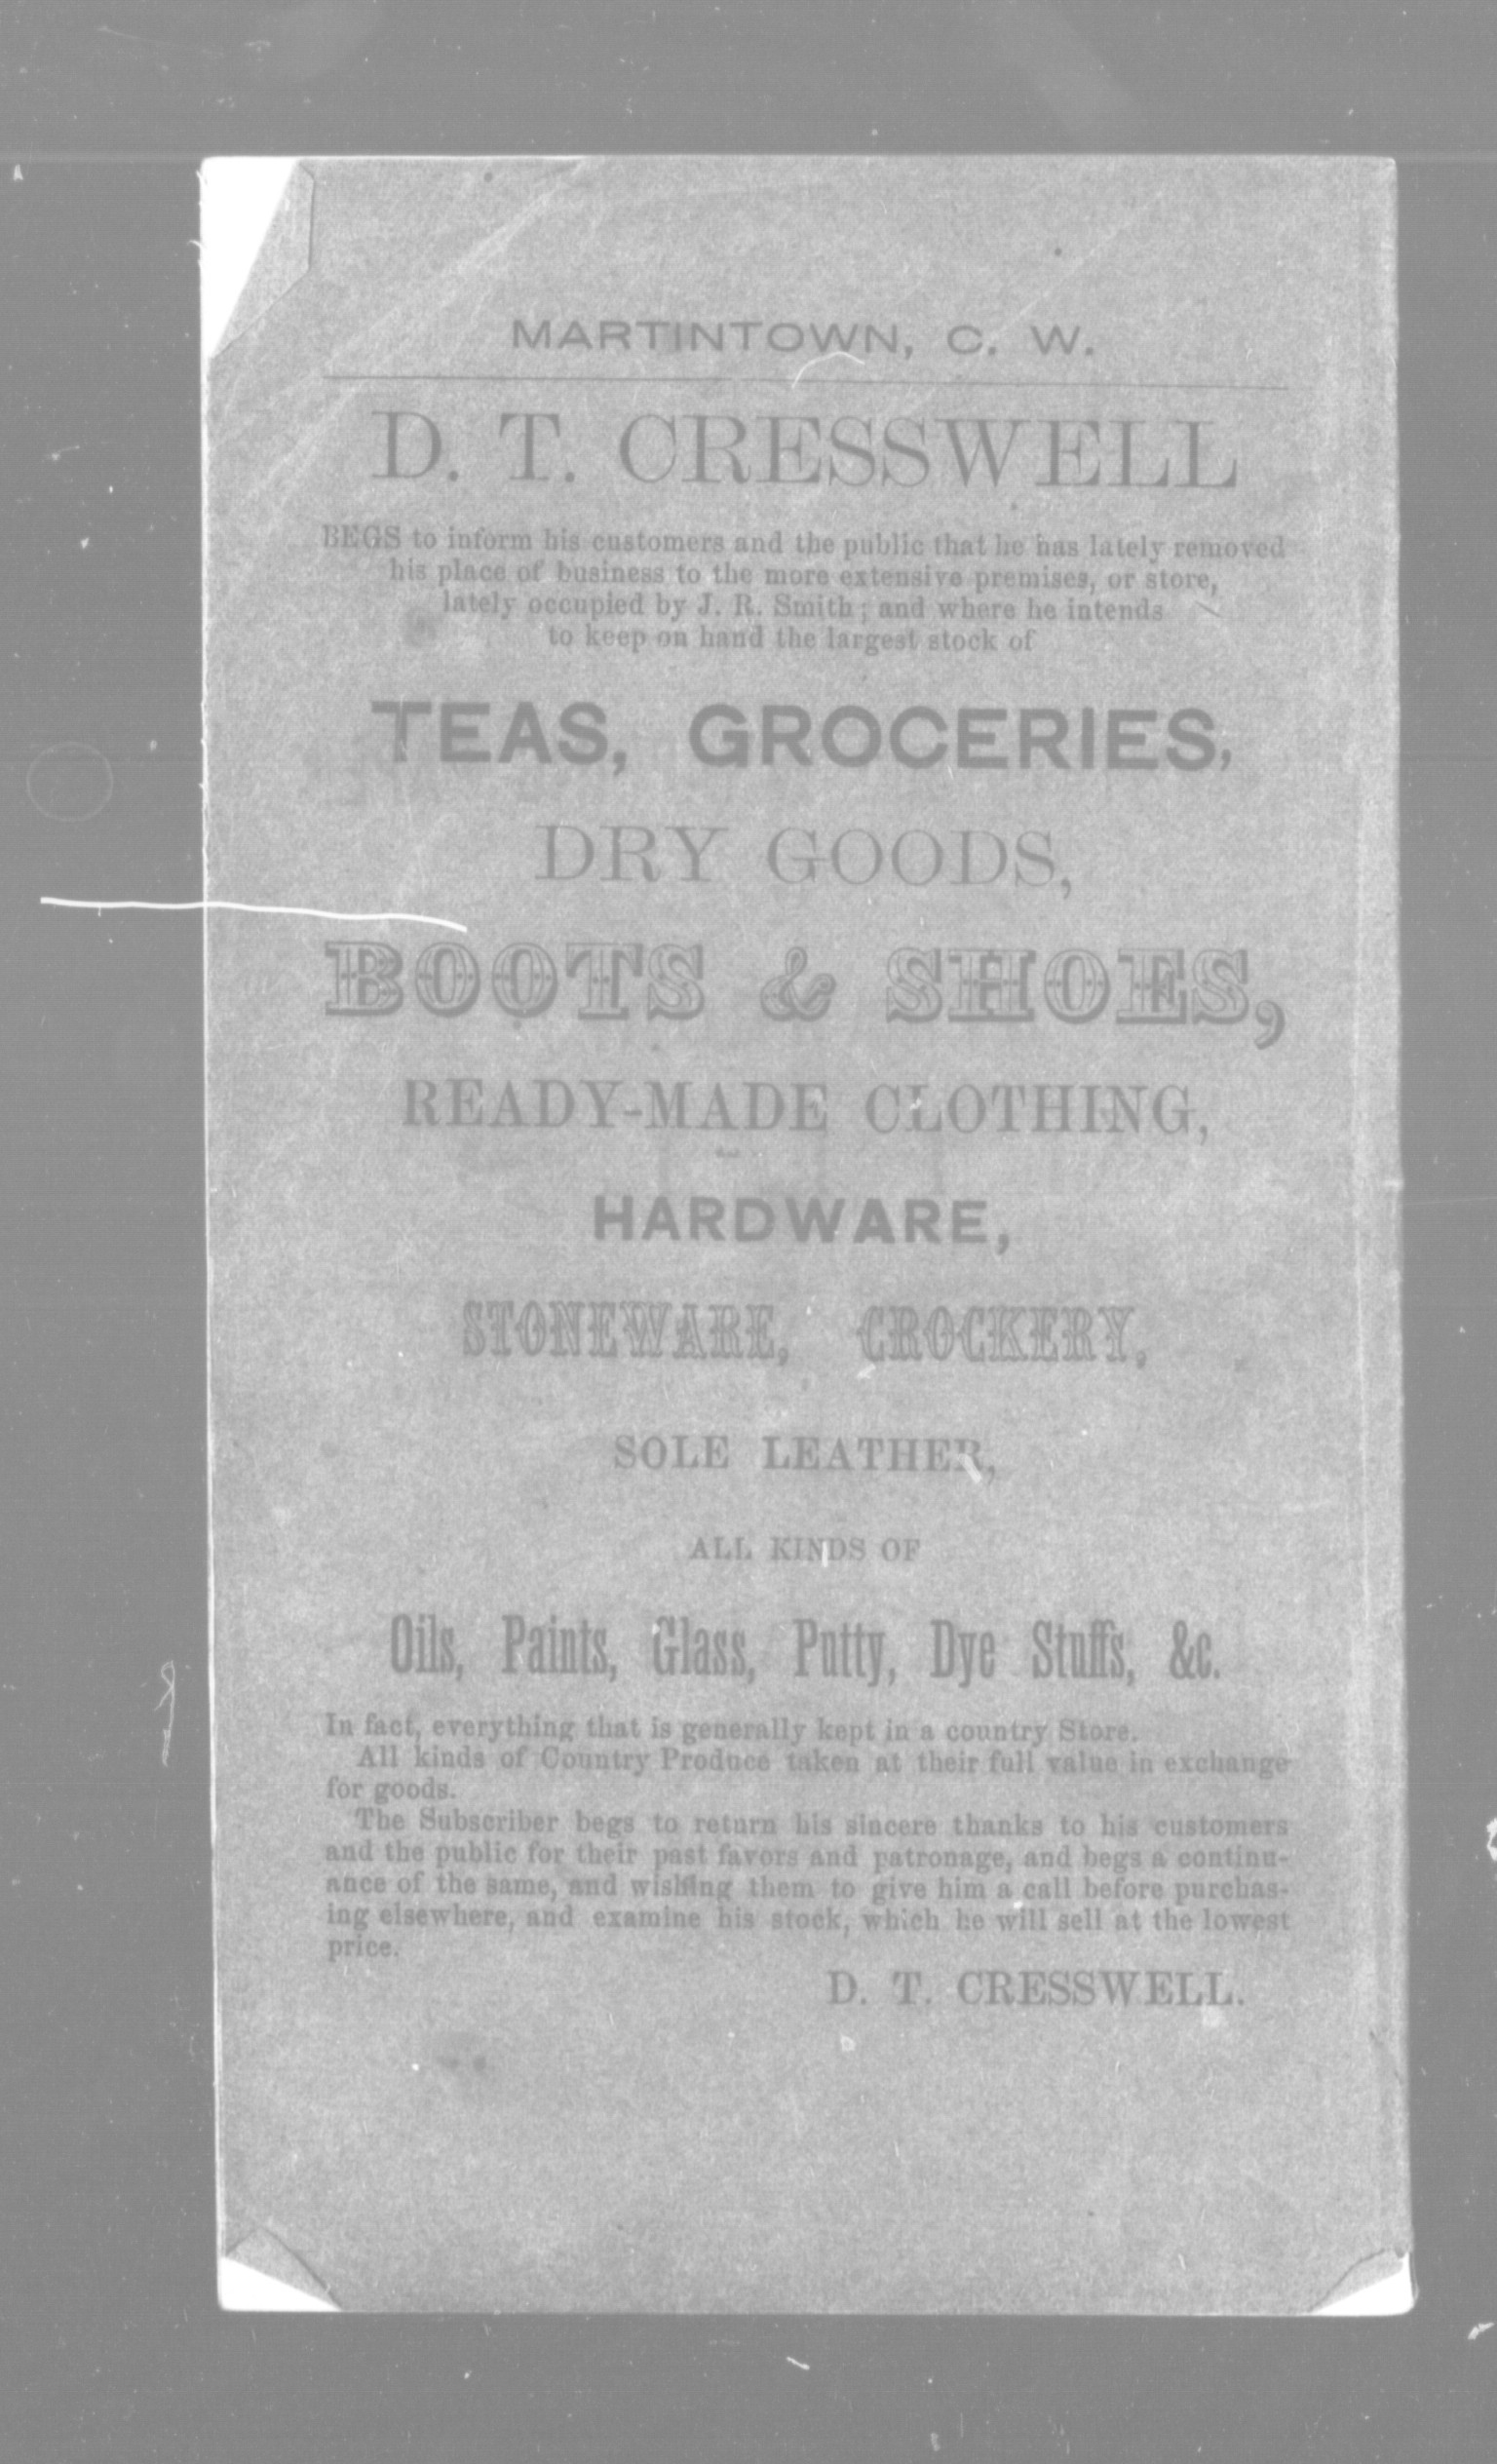 MARTINTOWN, C. W.
D. T. CRESSWELL
BEGS to inform his customers and the public that he has lately removed
his place of business to the more extensive premises, or store,
lately occupied by J. R. Smith; and where he intends
to keep on hand the largest stock of
TEAS, GROCERIES,
DRY GOODS,
BOOTS & SHOES,
READY-MADE CLOTHING,
HARDWARE,
STONEWARE, CROCKERY,
SOLE LEATHER,
ALL KINDS OF
Oils, Paints, Glass, Putty, Dye Stuffs, &c.
In fact, everything that is generally kept in a country Store.
All kinds of Country Produce taken at their full value in exchange
for goods.
The Subscriber begs to return his sincere thanks to his customers
and the public for their past favors and patronage, and begs a continu-
ance of the same, and wishing them to give him a call before purchas-
ing elsewhere, and examine his stock, which he will sell at the lowest
price.
D. T. CRESSWELL.